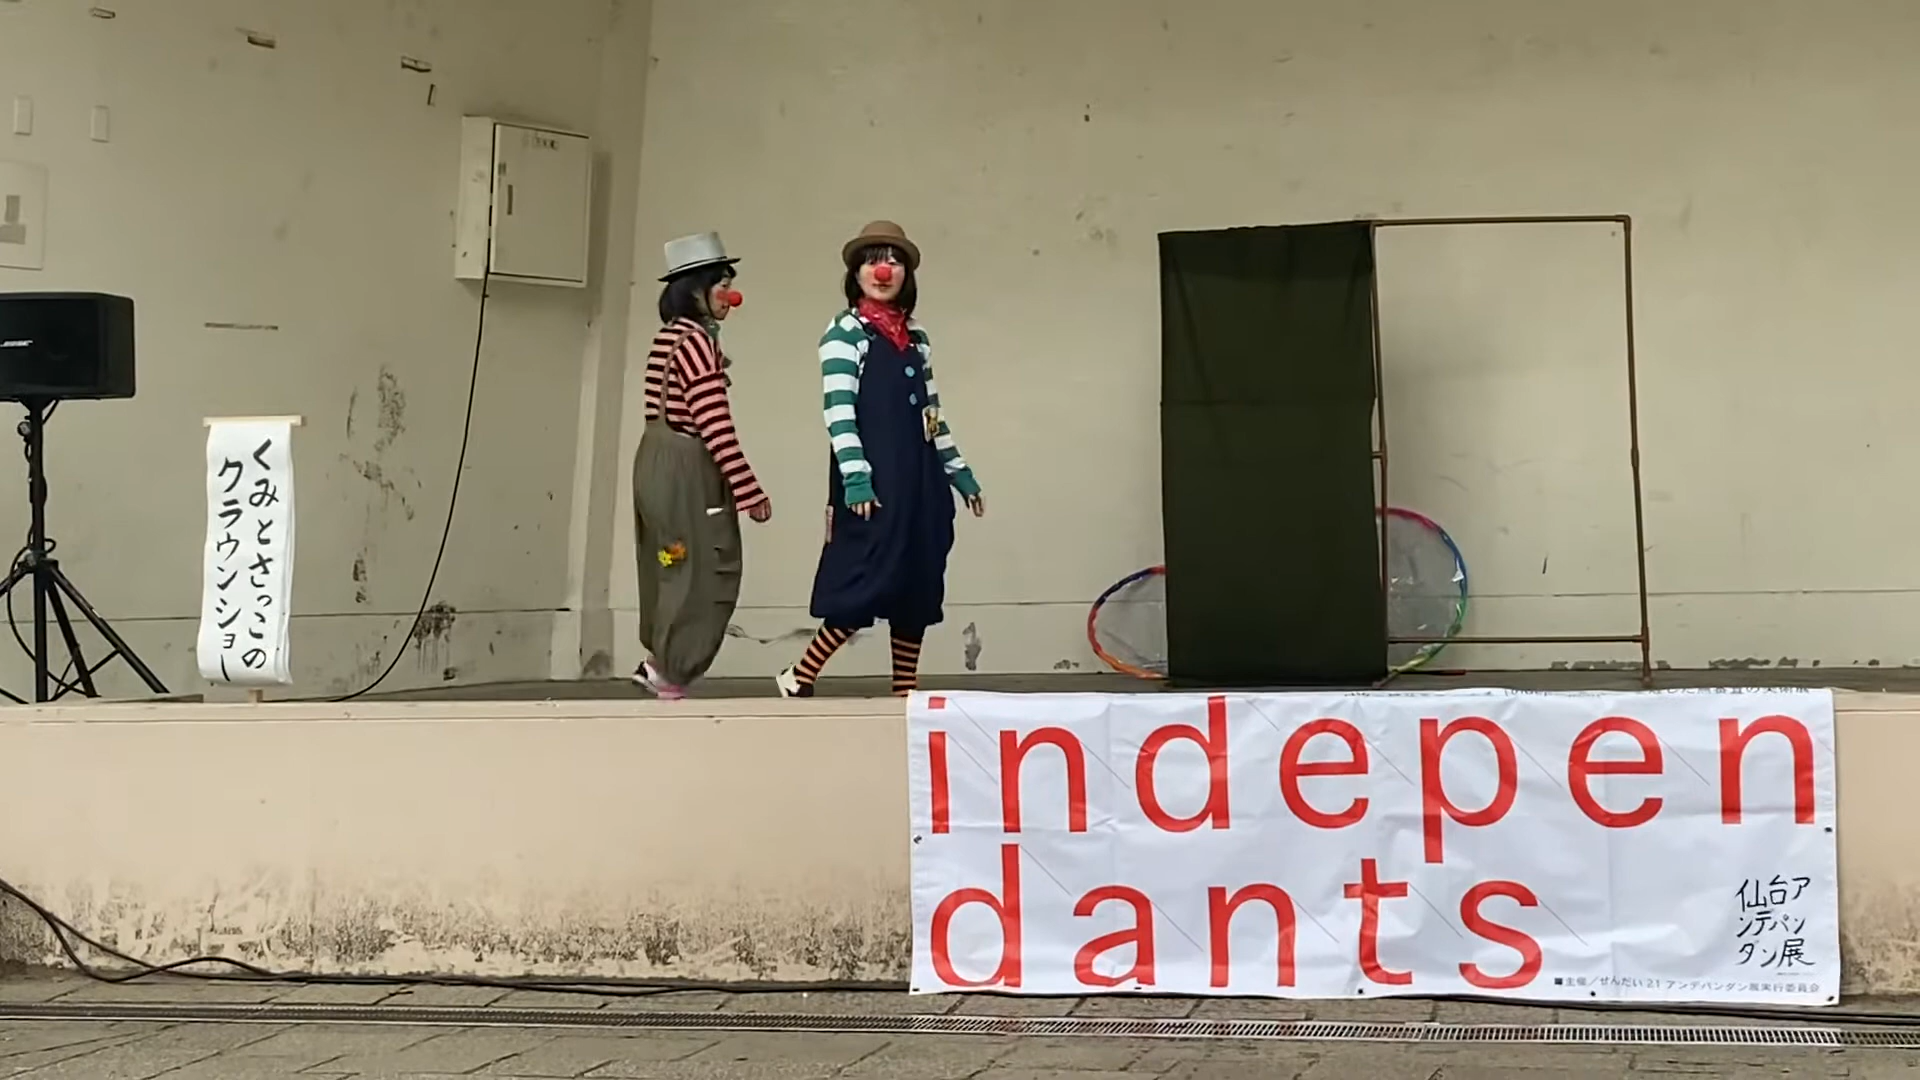 BOSE
くみとさっこの
クラウンショー
indepen
dants
仙台ア
ンデパン
ダン展
■主催／せんだい21アンデパンダン展実行委員会